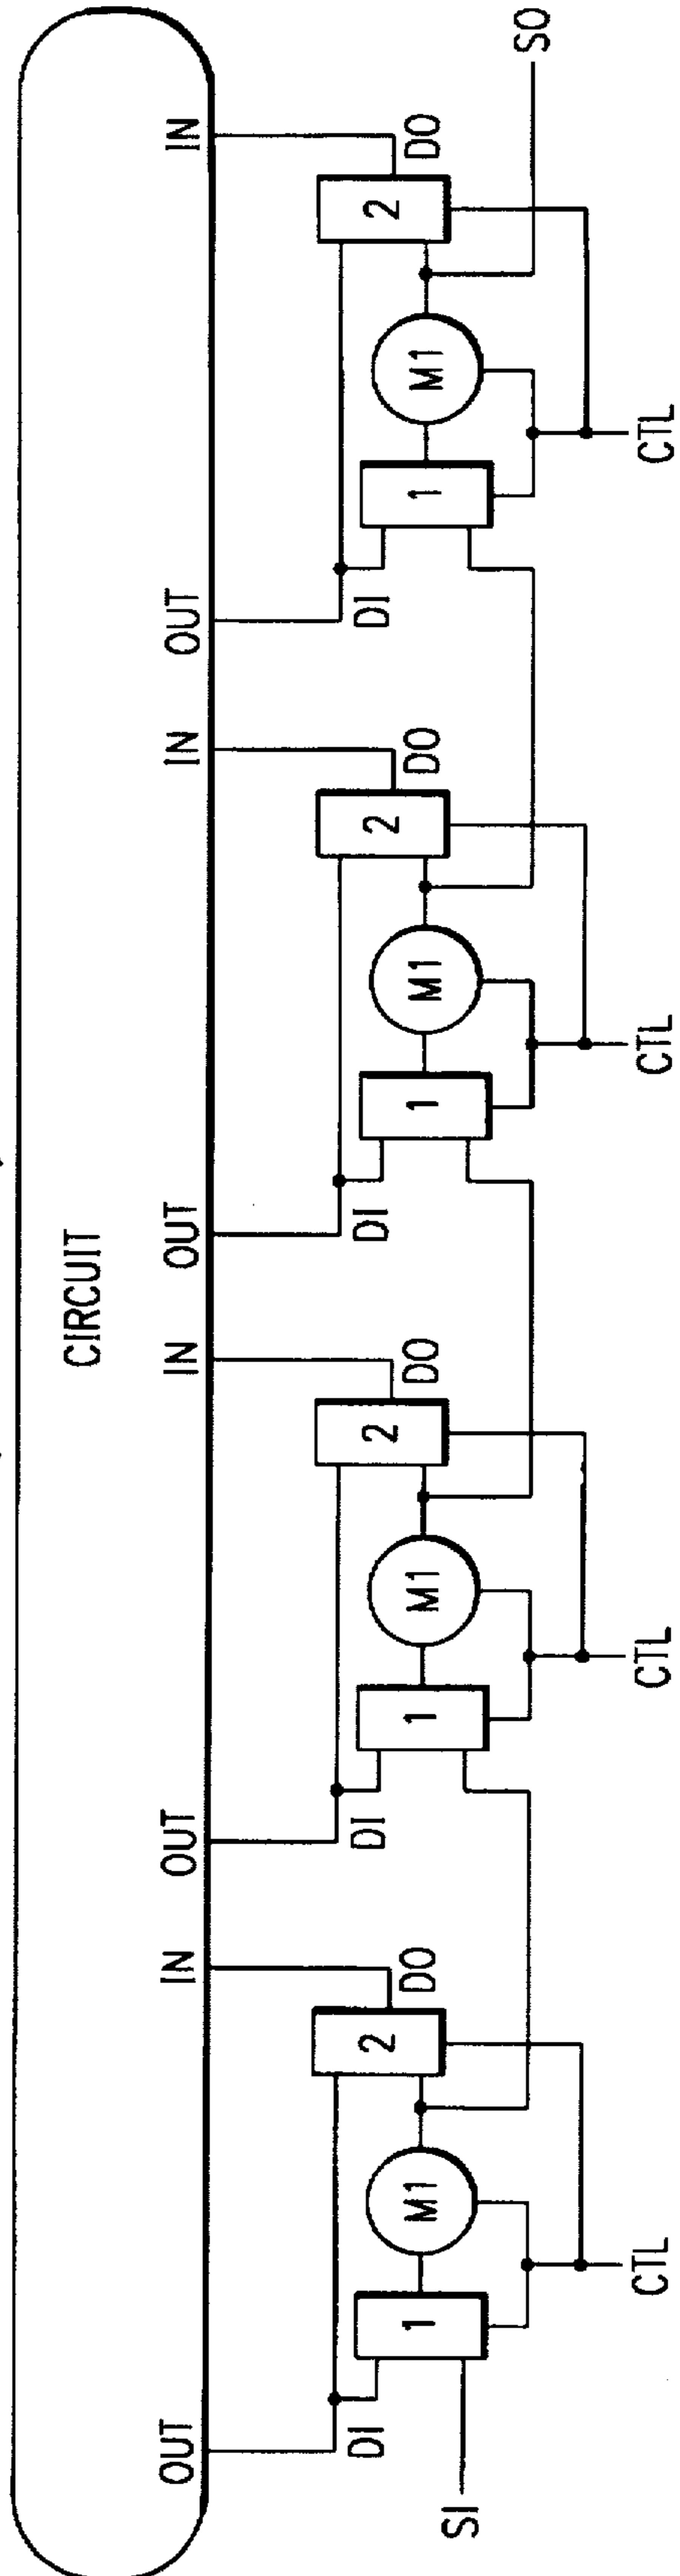 CIRCUIT
OUT IN OUT IN OUT IN OUT IN
DI DO DI DO DI DO DI DO
2 2 2 2
1 M1 1 M1 1 M1 1 M1
SI SO
CTL CTL CTL CTL